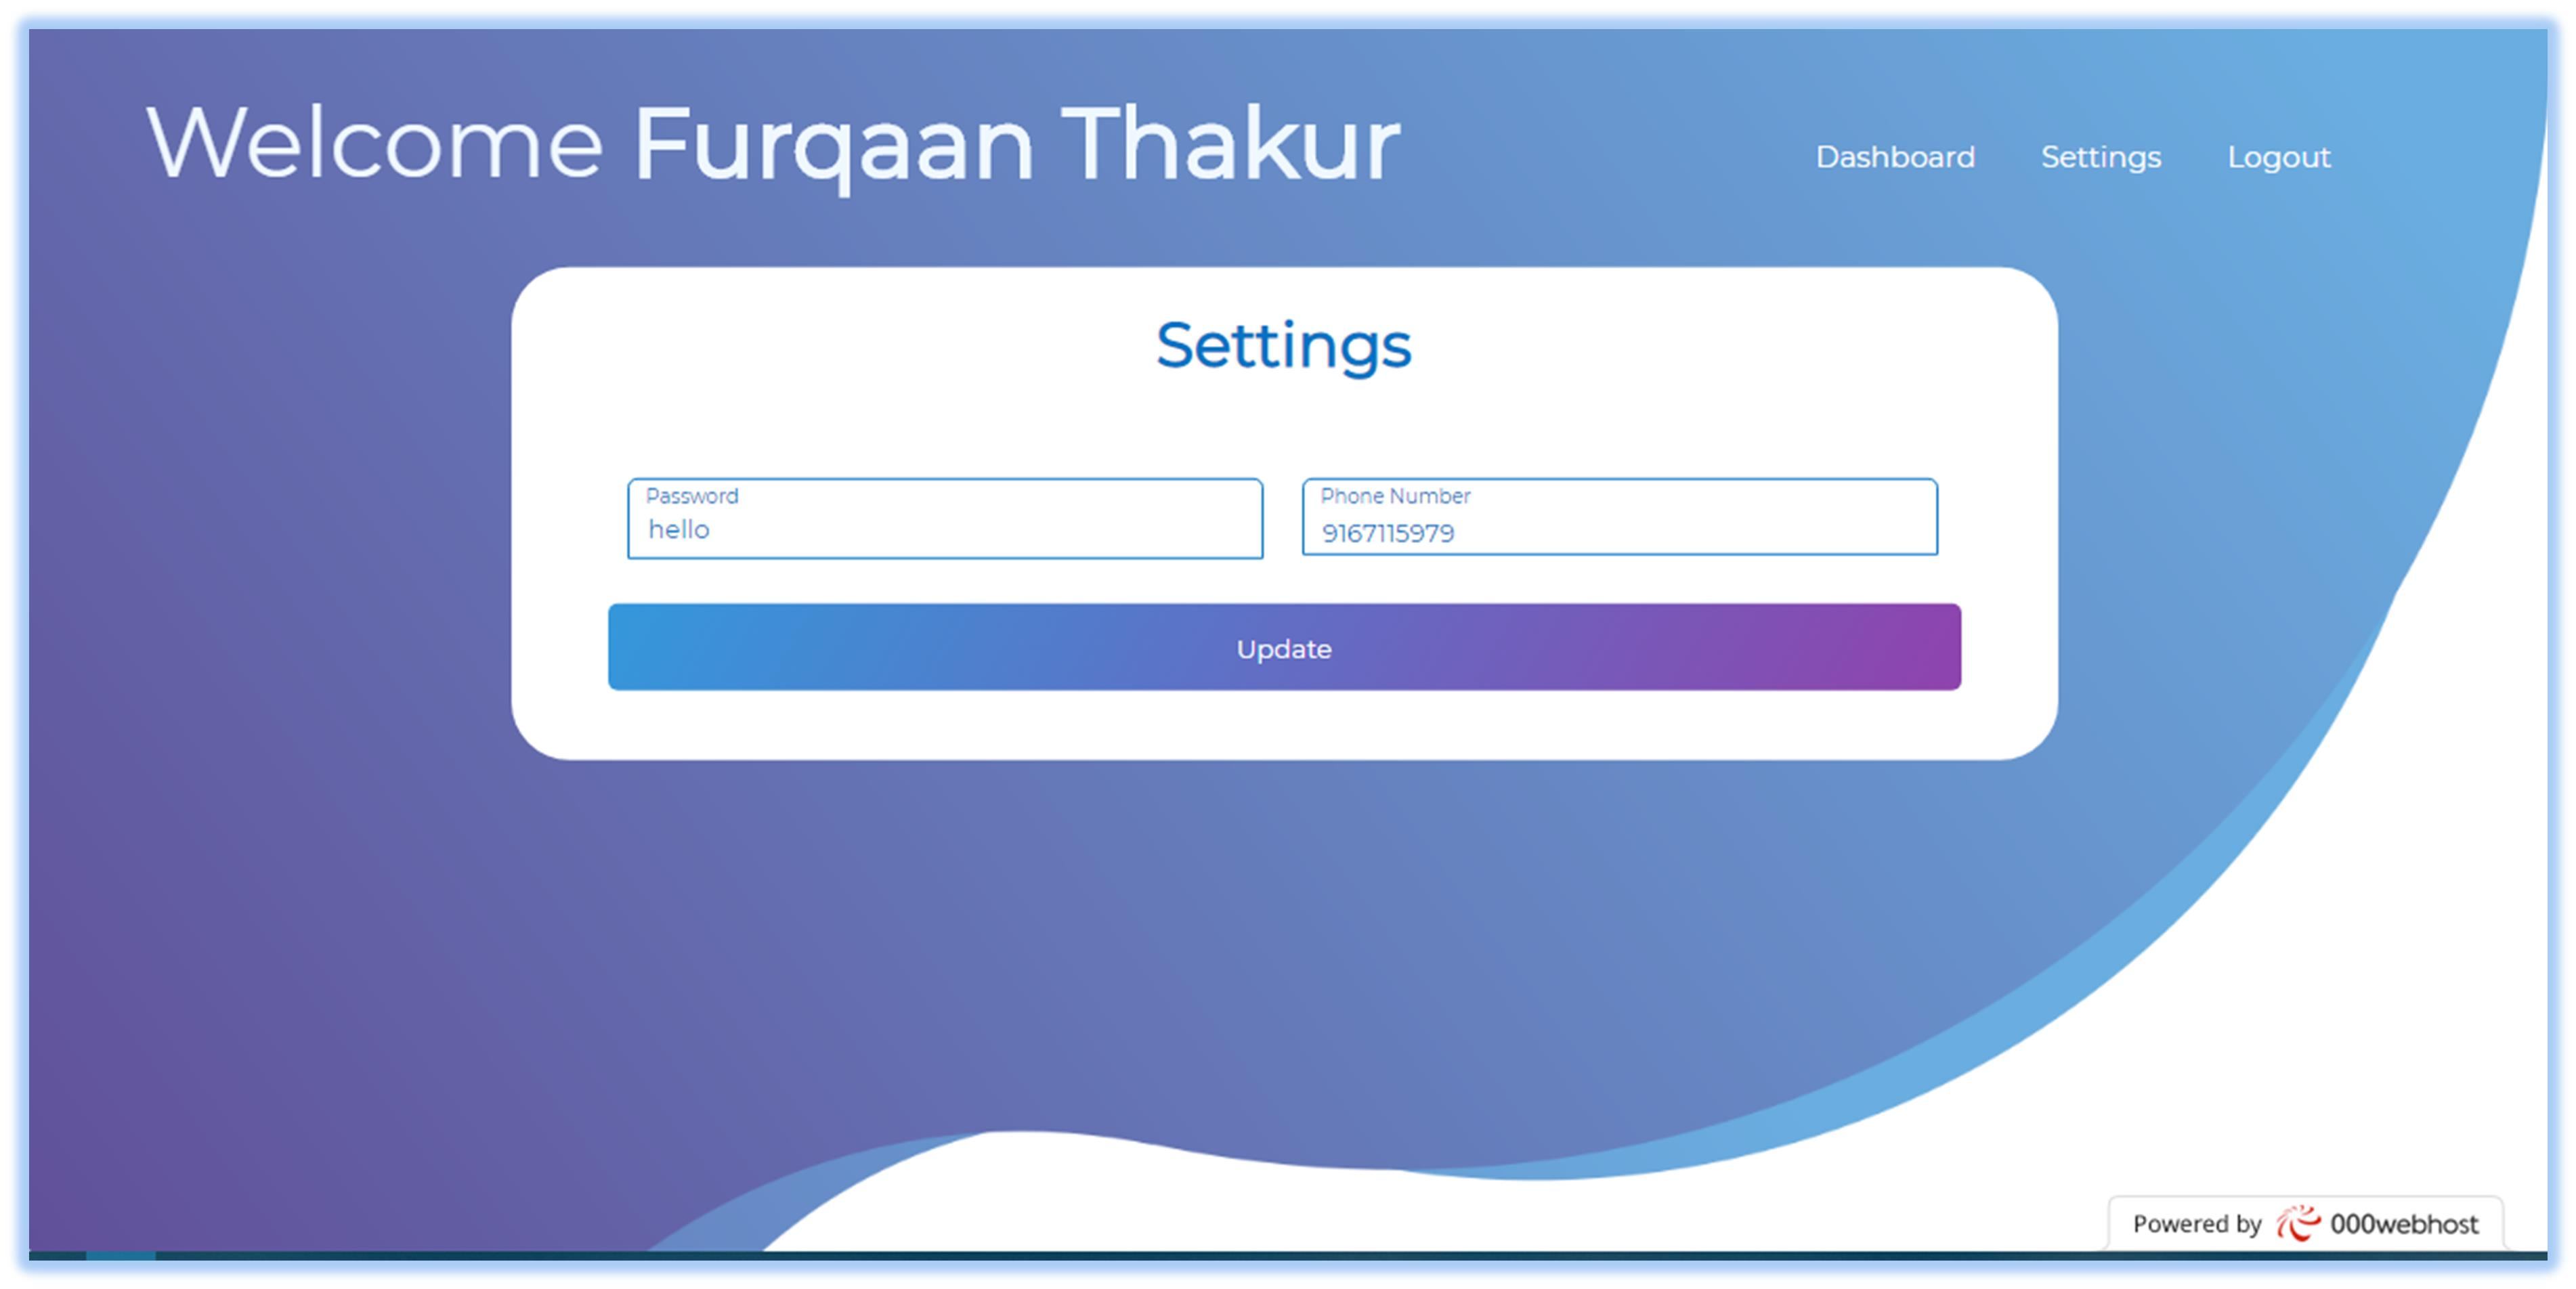 Welcome Furqaan Thakur
Dashboard Settings Logout
Settings
Password
hello
Phone Number
9167115979
Update
Powered by 000webhost